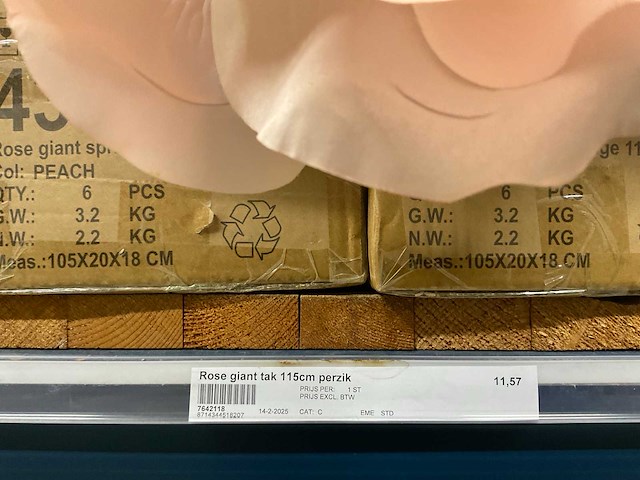 Rose giant
Col: PEACH
QTY.: 6 PCS
G.W.: 3.2 KG
N.W.: 2.2 KG
Meas.:105X20X18 CM
6 PCS
G.W.: 3.2 KG
N.W.: 2.2 KG
Meas.:105X20X18 CM
Rose giant tak 115cm perzik
11,57
PRIJS PER: 1 ST
PRIJS EXCL. BTW
7642118
8714344518207
14-2-2025 CAT: C EME STD